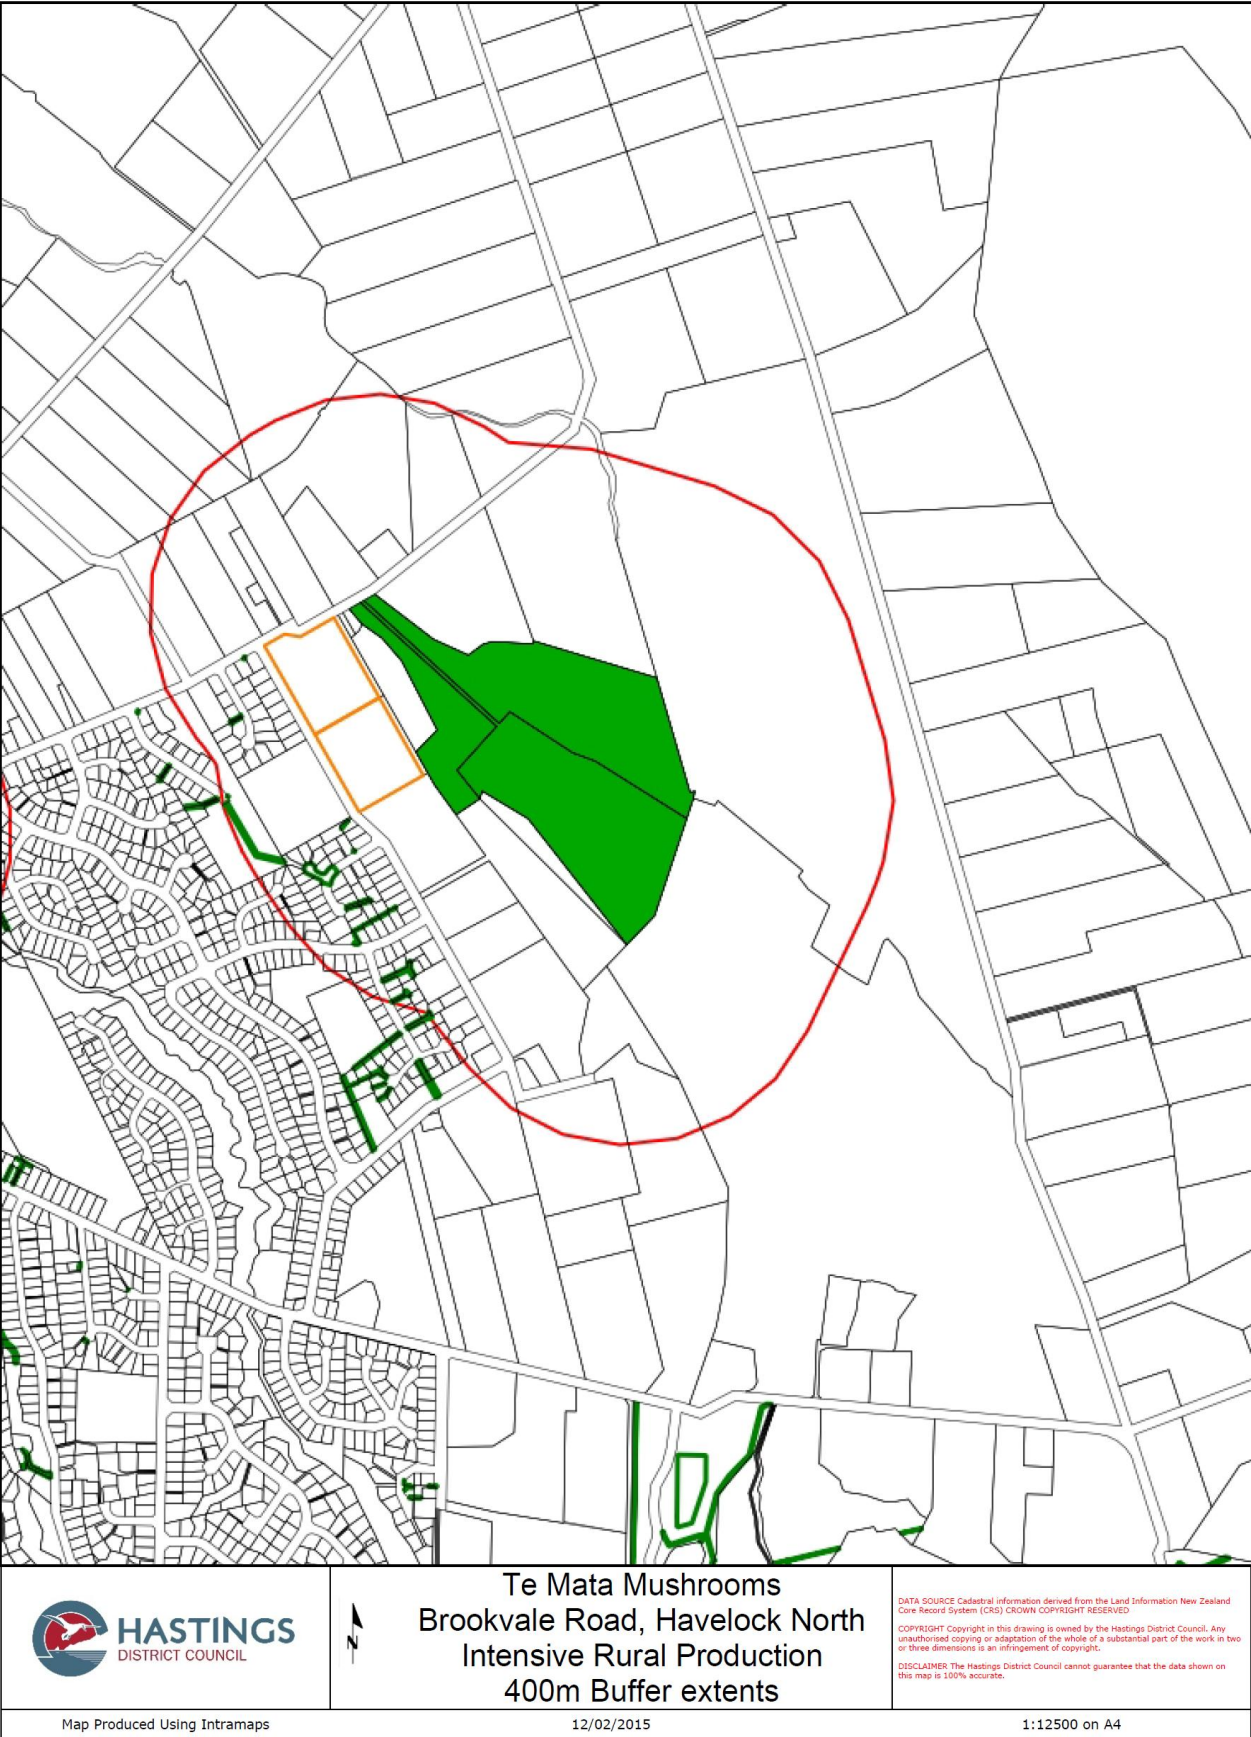 HASTINGS
DISTRICT COUNCIL
N
Te Mata Mushrooms
Brookvale Road, Havelock North
Intensive Rural Production
400m Buffer extents
DATA SOURCE Cadastral information derived from the Land Information New Zealand
Core Record System (CRS) CROWN COPYRIGHT RESERVED
COPYRIGHT Copyright in this drawing is owned by the Hastings District Council. Any
unauthorised copying or adaptation of the whole of a substantial part of the work in two
or three dimensions is an infringement of copyright.
DISCLAIMER The Hastings District Council cannot guarantee that the data shown on
this map is 100% accurate.
Map Produced Using Intramaps
12/02/2015
1:12500 on A4